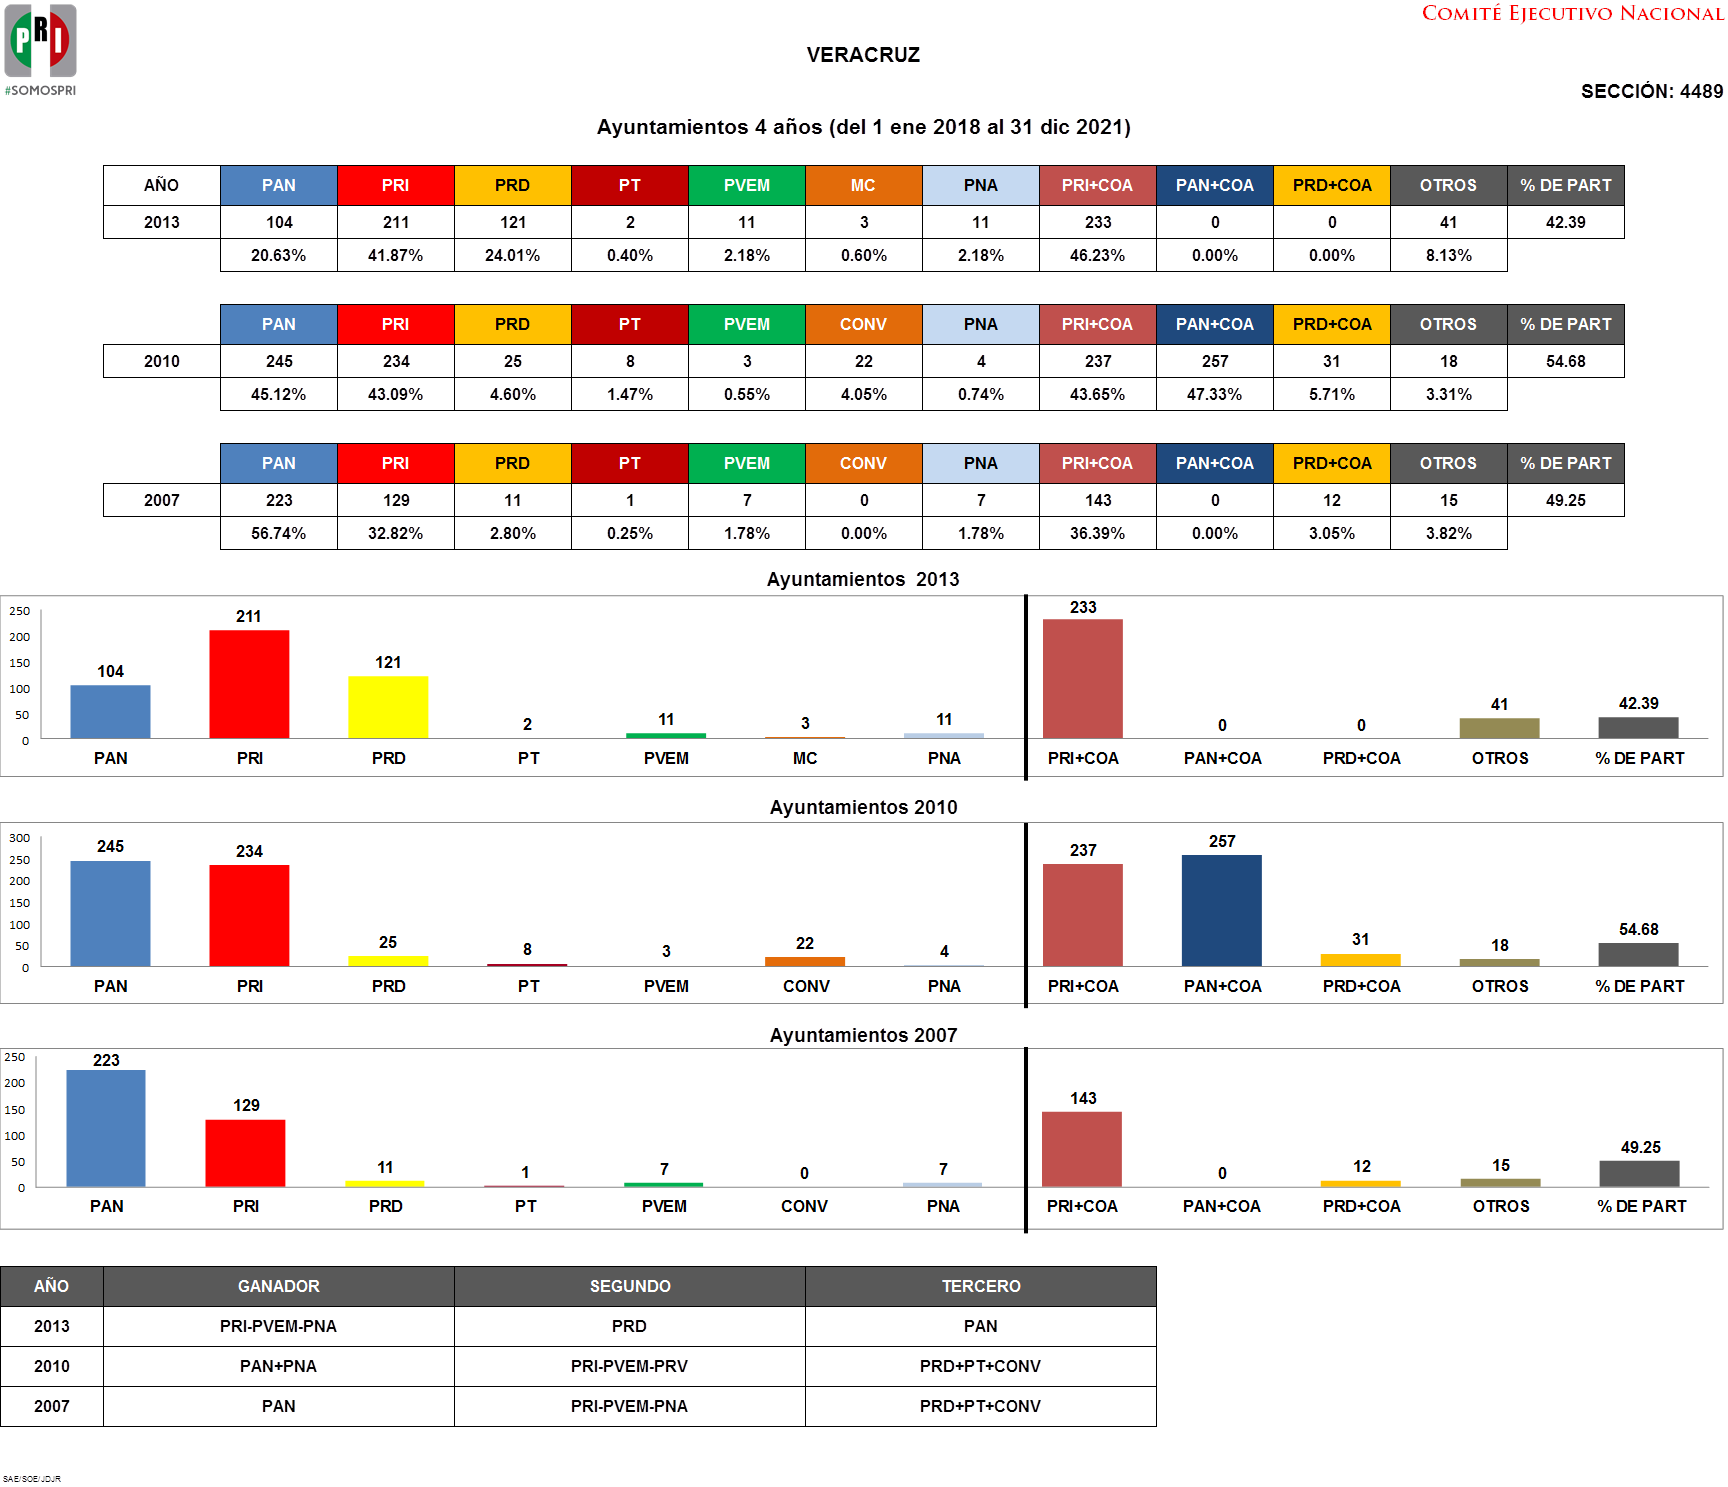 COMITÉ EJECUTIVO NACIONAL
PRI
#SOMOSPRI
VERACRUZ
SECCIÓN: 4489
Ayuntamientos 4 años (del 1 ene 2018 al 31 dic 2021)
AÑO PAN PRI PRD PT PVEM MC PNA PRI+COA PAN+COA PRD+COA OTROS % DE PART
2013 104 211 121 2 11 3 11 233 0 0 41 42.39
20.63% 41.87% 24.01% 0.40% 2.18% 0.60% 2.18% 46.23% 0.00% 0.00% 8.13%
PAN PRI PRD PT PVEM CONV PNA PRI+COA PAN+COA PRD+COA OTROS % DE PART
2010 245 234 25 8 3 22 4 237 257 31 18 54.68
45.12% 43.09% 4.60% 1.47% 0.55% 4.05% 0.74% 43.65% 47.33% 5.71% 3.31%
PAN PRI PRD PT PVEM CONV PNA PRI+COA PAN+COA PRD+COA OTROS % DE PART
2007 223 129 11 1 7 0 7 143 0 12 15 49.25
56.74% 32.82% 2.80% 0.25% 1.78% 0.00% 1.78% 36.39% 0.00% 3.05% 3.82%
Ayuntamientos 2013
250
200
150
100
50
0
104 211 121 2 11 3 11 233 0 0 41 42.39
PAN PRI PRD PT PVEM MC PNA PRI+COA PAN+COA PRD+COA OTROS % DE PART
Ayuntamientos 2010
300
250
200
150
100
50
0
245 234 25 8 3 22 4 237 257 31 18 54.68
PAN PRI PRD PT PVEM CONV PNA PRI+COA PAN+COA PRD+COA OTROS % DE PART
Ayuntamientos 2007
250
200
150
100
50
0
223 129 11 1 7 0 7 143 0 12 15 49.25
PAN PRI PRD PT PVEM CONV PNA PRI+COA PAN+COA PRD+COA OTROS % DE PART
AÑO GANADOR SEGUNDO TERCERO
2013 PRI-PVEM-PNA PRD PAN
2010 PAN+PNA PRI-PVEM-PRV PRD+PT+CONV
2007 PAN PRI-PVEM-PNA PRD+PT+CONV
SAE/SOE/JDJR